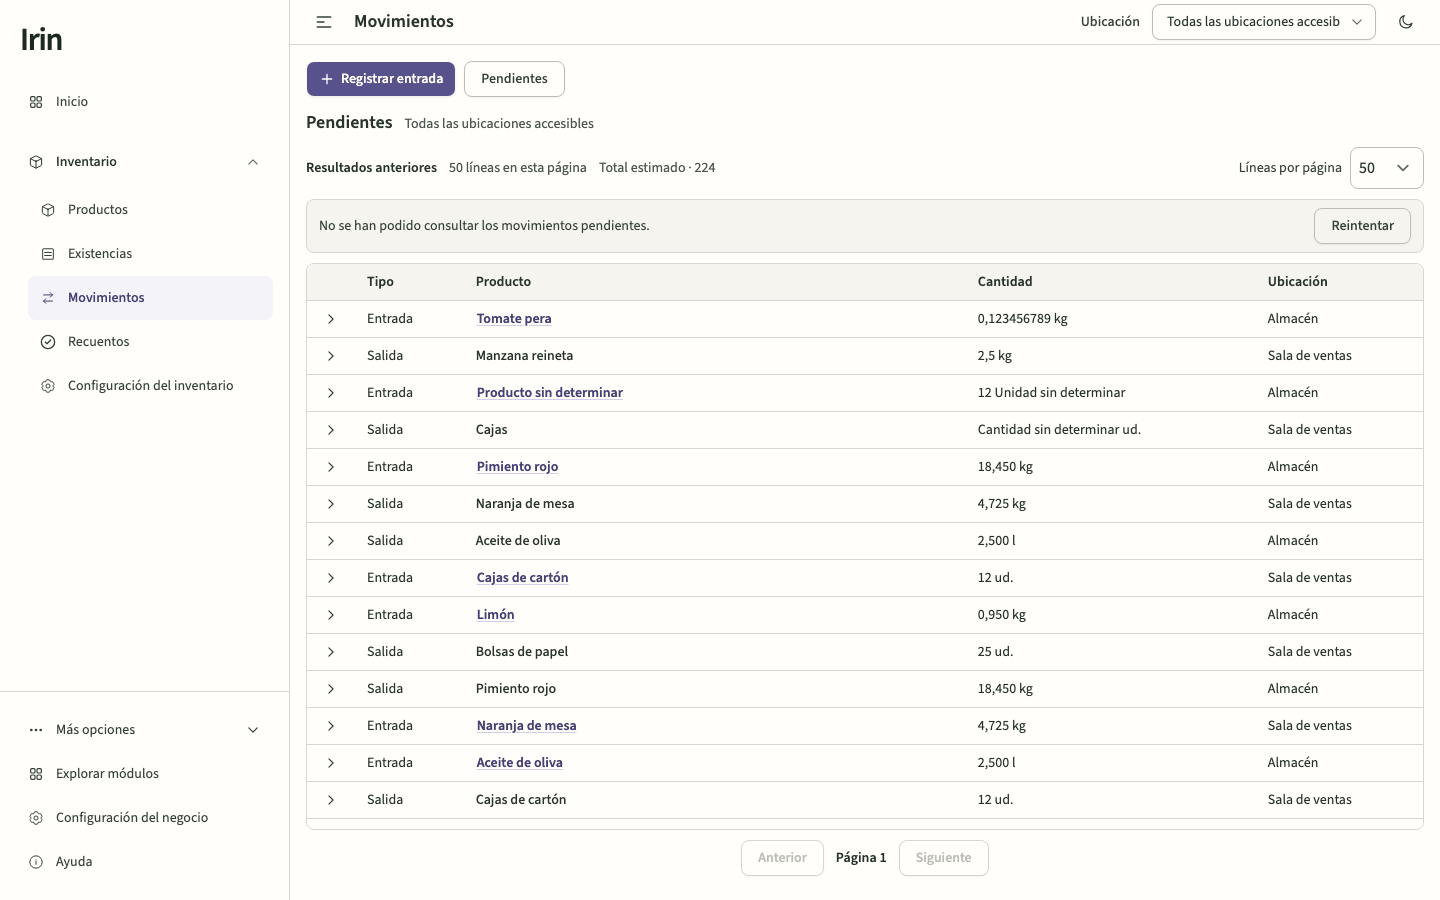 Irin
Inicio
Inventario
Productos
Existencias
Movimientos
Recuentos
Configuración del inventario
Más opciones
Explorar módulos
Configuración del negocio
Ayuda
Movimientos
Ubicación Todas las ubicaciones accesib
Registrar entrada Pendientes
Pendientes Todas las ubicaciones accesibles
Resultados anteriores 50 líneas en esta página Total estimado · 224 Líneas por página 50
No se han podido consultar los movimientos pendientes. Reintentar
Tipo Producto Cantidad Ubicación
Entrada Tomate pera 0,123456789 kg Almacén
Salida Manzana reineta 2,5 kg Sala de ventas
Entrada Producto sin determinar 12 Unidad sin determinar Almacén
Salida Cajas Cantidad sin determinar ud. Sala de ventas
Entrada Pimiento rojo 18,450 kg Almacén
Salida Naranja de mesa 4,725 kg Sala de ventas
Salida Aceite de oliva 2,500 l Almacén
Entrada Cajas de cartón 12 ud. Sala de ventas
Entrada Limón 0,950 kg Almacén
Salida Bolsas de papel 25 ud. Sala de ventas
Salida Pimiento rojo 18,450 kg Almacén
Entrada Naranja de mesa 4,725 kg Sala de ventas
Entrada Aceite de oliva 2,500 l Almacén
Salida Cajas de cartón 12 ud. Sala de ventas
Anterior Página 1 Siguiente